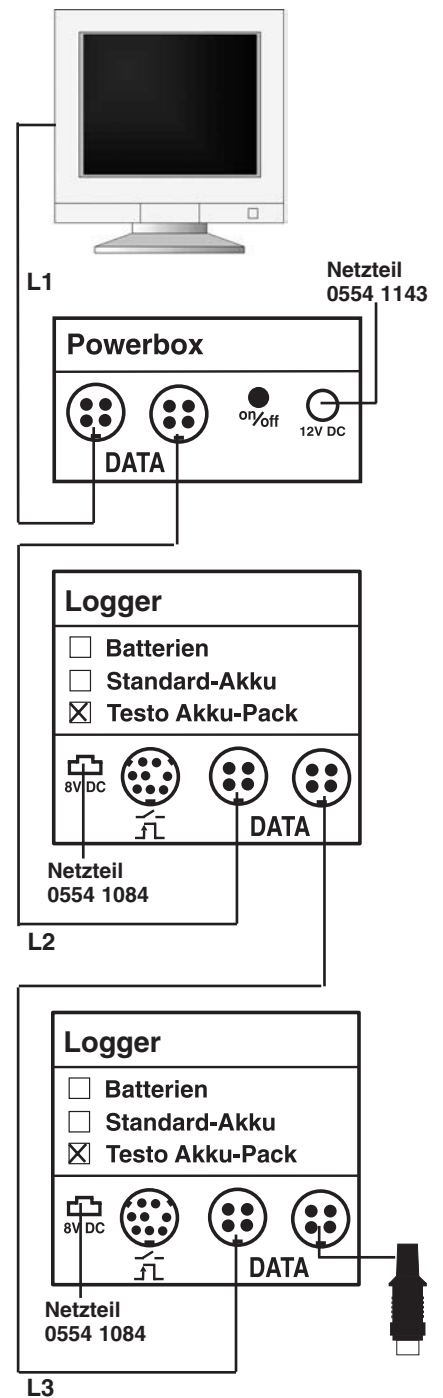 L1
Netzteil
0554 1143
Powerbox
on/off
12V DC
DATA
Logger
Batterien
Standard-Akku
Testo Akku-Pack
8V DC
DATA
Netzteil
0554 1084
L2
Logger
Batterien
Standard-Akku
Testo Akku-Pack
8V DC
DATA
Netzteil
0554 1084
L3